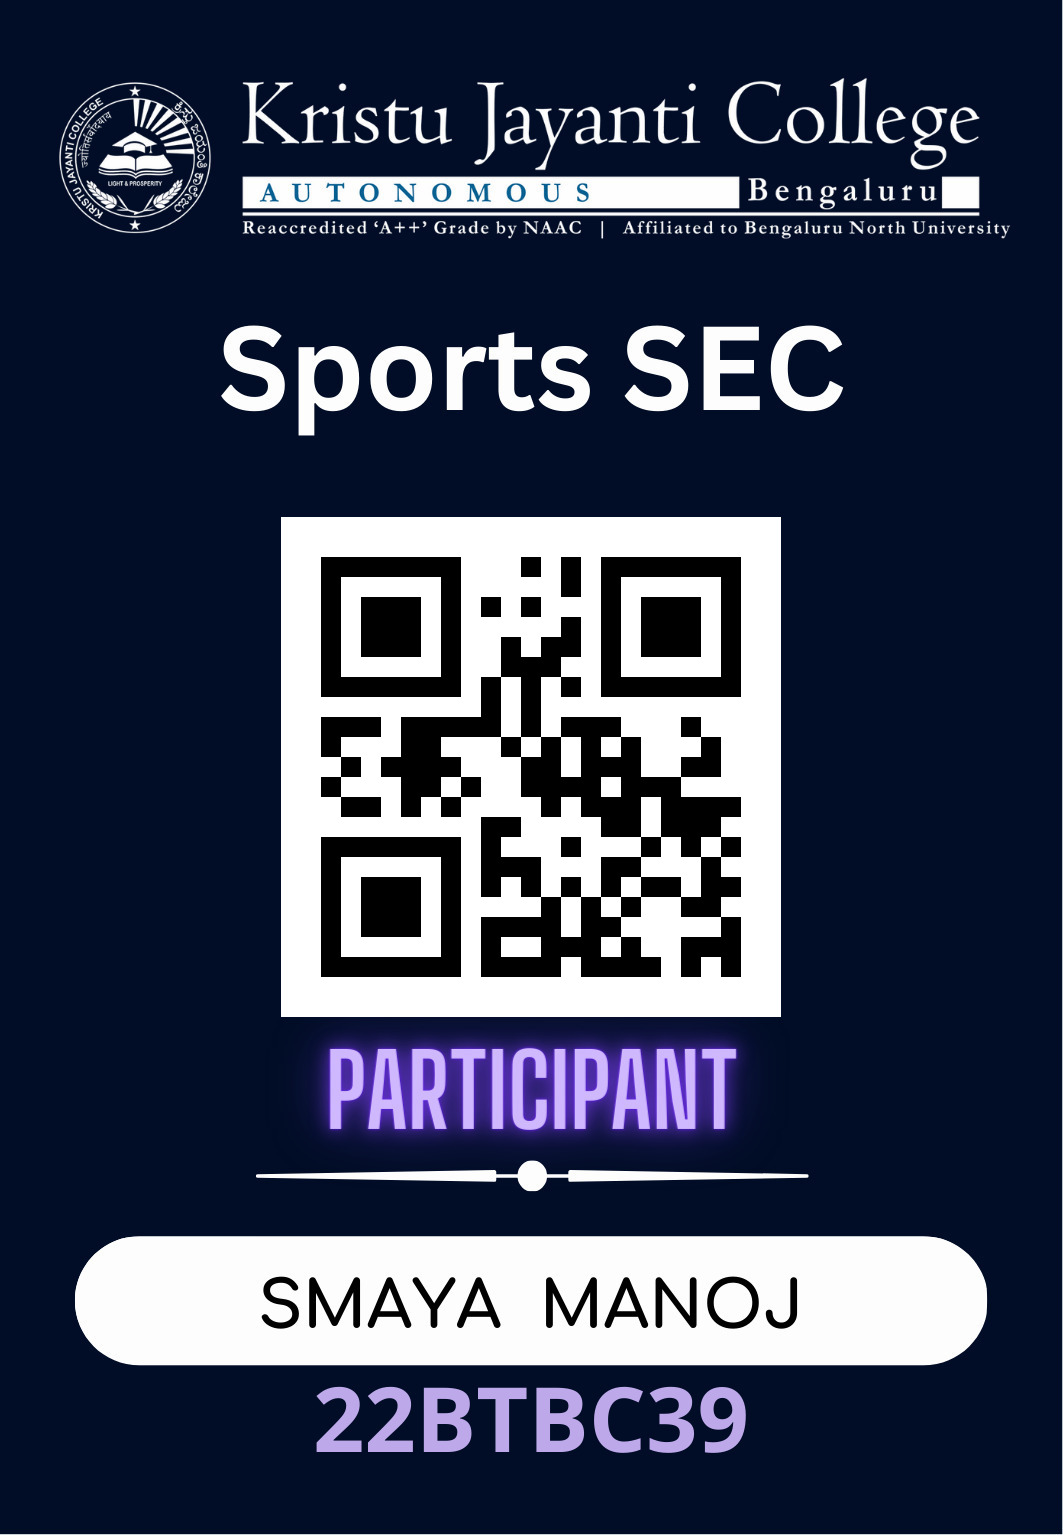 KRISTU JAYANTI COLLEGE
ಕ್ರಿಸ್ತು ಜಯಂತಿ ಕಾಲೇಜು
LIGHT & PROSPERITY
Kristu Jayanti College
AUTONOMOUS Bengaluru
Reaccredited ‘A++’ Grade by NAAC | Affiliated to Bengaluru North University
Sports SEC
PARTICIPANT
SMAYA MANOJ
22BTBC39